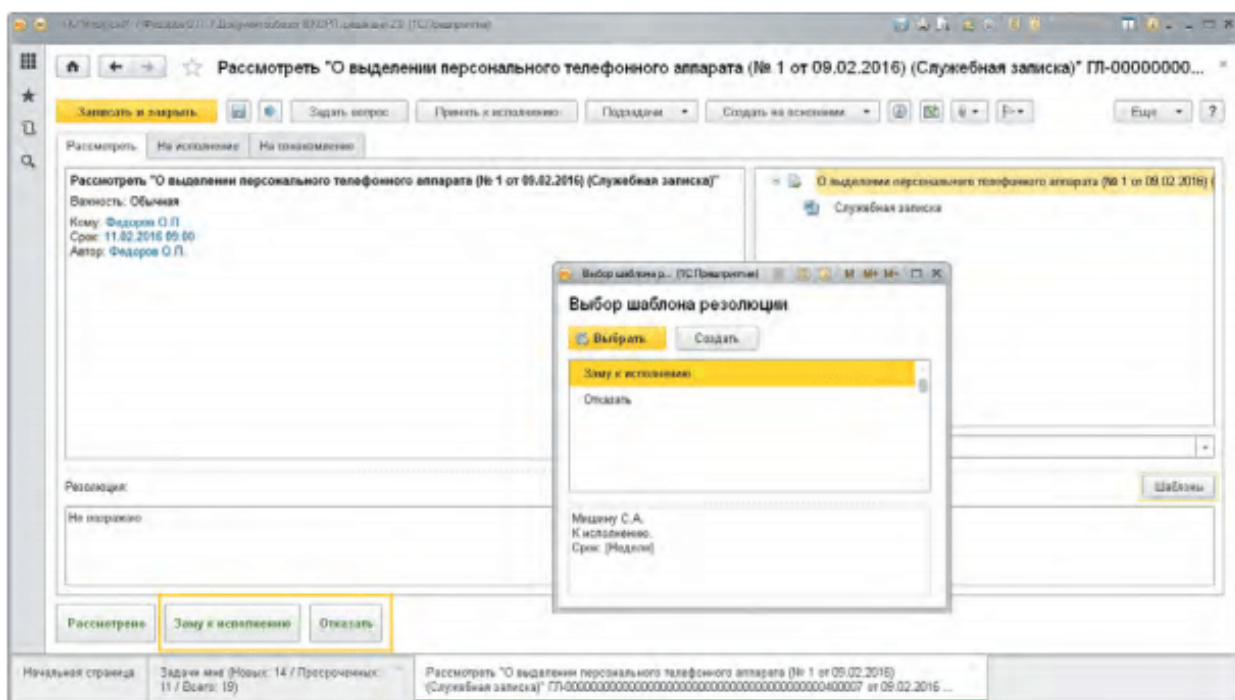 Рассмотреть "О выделении персонального телефонного аппарата (№ 1 от 09.02.2016) (Служебная записка)" ГЛ-00000000...
Записать и закрыть
Задать вопрос
Принять к исполнению
Подзадачи
Создать на основании
Еще
?
Рассмотреть
На исполнение
На ознакомление
Рассмотреть "О выделении персонального телефонного аппарата (№ 1 от 09.02.2016) (Служебная записка)"
Важность: Обычная
Кому: Федоров О.П.
Срок: 11.02.2016 09:00
Автор: Федоров О.П.
О выделении персонального телефонного аппарата (№ 1 от 09.02.2016) (
Служебная записка
Выбор шаблона р... (1С:Предприятие)
M M+ M-
Выбор шаблона резолюции
Выбрать
Создать
Заму к исполнению
Отказать
Мишину С.А.
К исполнению.
Срок: [Неделя]
Резолюция:
Шаблоны
Не возражаю
Рассмотрено
Заму к исполнению
Отказать
Начальная страница
Задачи мне (Новых: 14 / Просроченных:
11 / Всего: 19)
Рассмотреть "О выделении персонального телефонного аппарата (№ 1 от 09.02.2016)